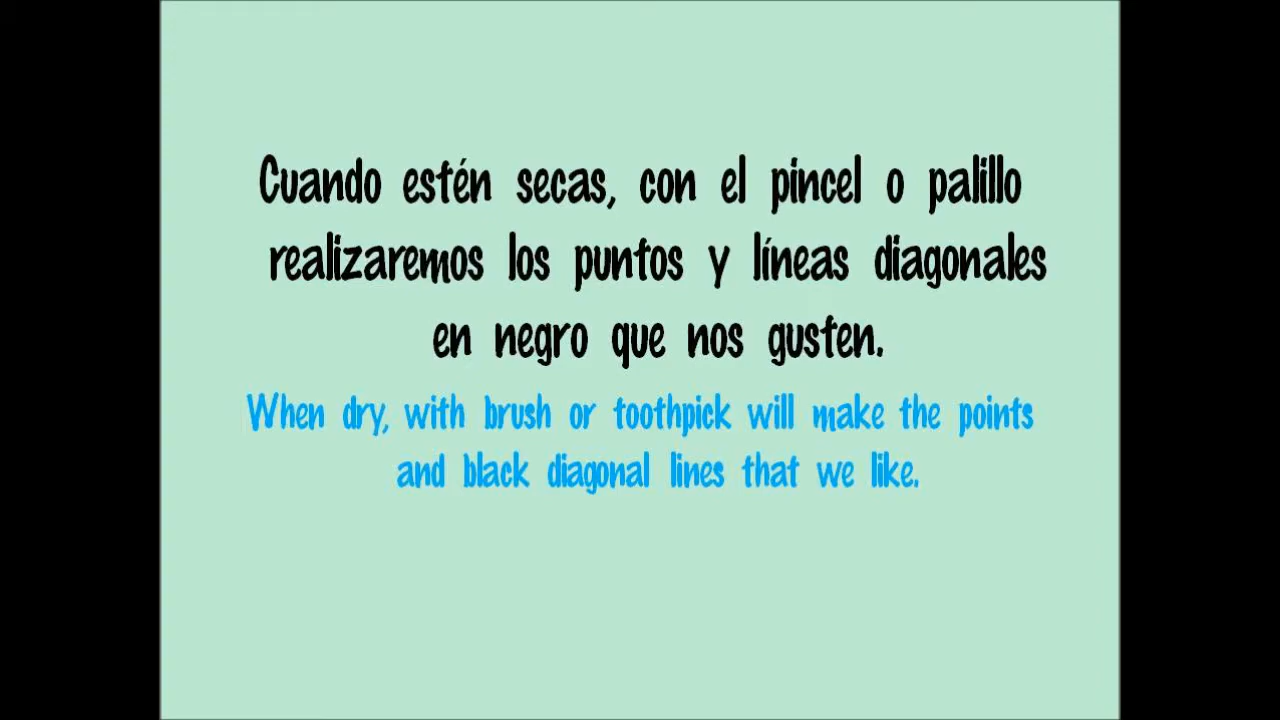 Cuando estén secas, con el pincel o palillo
realizaremos los puntos y líneas diagonales
en negro que nos gusten.
When dry, with brush or toothpick will make the points
and black diagonal lines that we like.